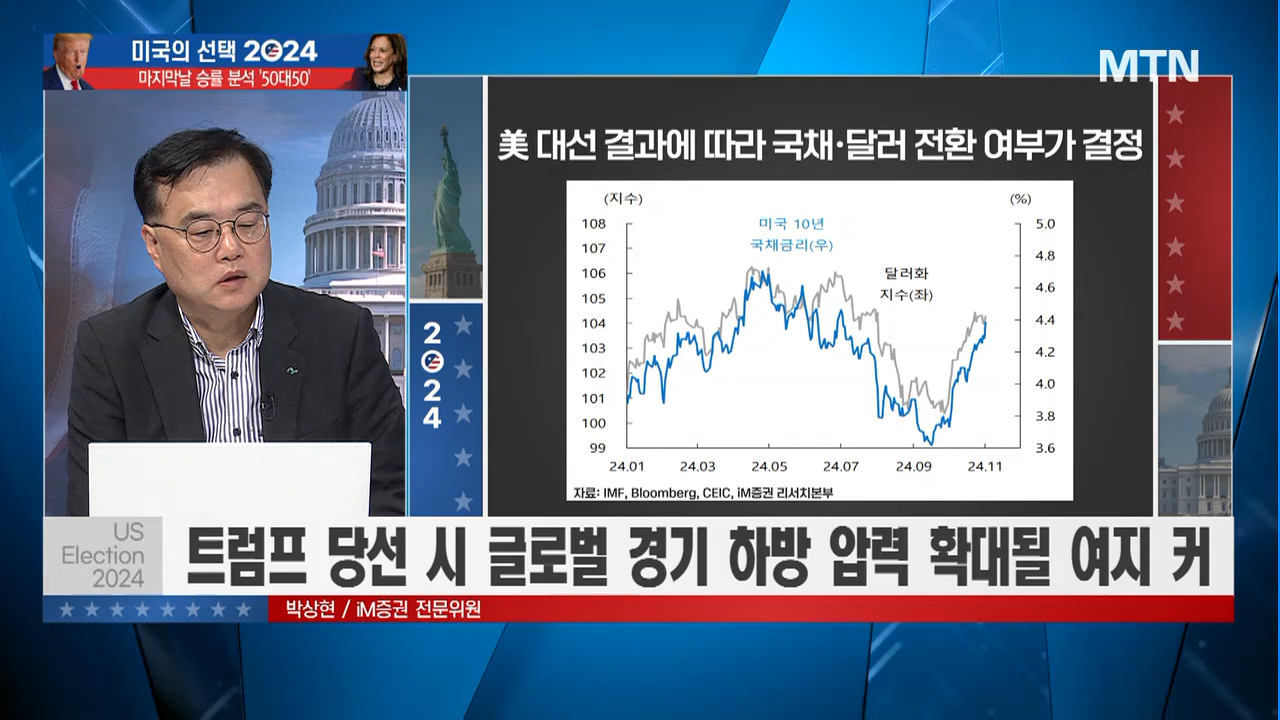 미국의 선택 2024
마지막날 승률 분석 '50대50'
MTN
美 대선 결과에 따라 국채·달러 전환 여부가 결정
(지수)
(%)
미국 10년
국채금리(우)
달러화
지수(좌)
108
107
106
105
104
103
102
101
100
99
5.0
4.8
4.6
4.4
4.2
4.0
3.8
3.6
24.01 24.03 24.05 24.07 24.09 24.11
자료: IMF, Bloomberg, CEIC, iM증권 리서치본부
2
0
2
4
US
Election
2024
트럼프 당선 시 글로벌 경기 하방 압력 확대될 여지 커
박상현 / iM증권 전문위원